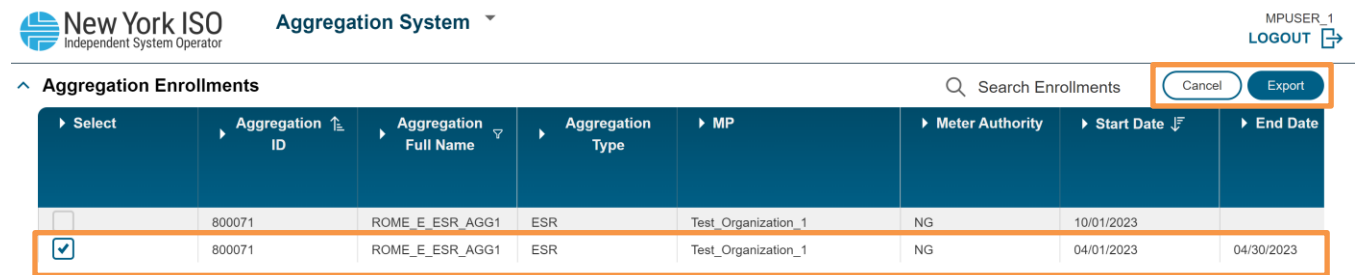 New York ISO
Independent System Operator
Aggregation System
MPUSER_1
LOGOUT
Aggregation Enrollments
Search Enrollments
Cancel
Export
Select
Aggregation ID
Aggregation Full Name
Aggregation Type
MP
Meter Authority
Start Date
End Date
800071 ROME_E_ESR_AGG1 ESR Test_Organization_1 NG 10/01/2023
800071 ROME_E_ESR_AGG1 ESR Test_Organization_1 NG 04/01/2023 04/30/2023